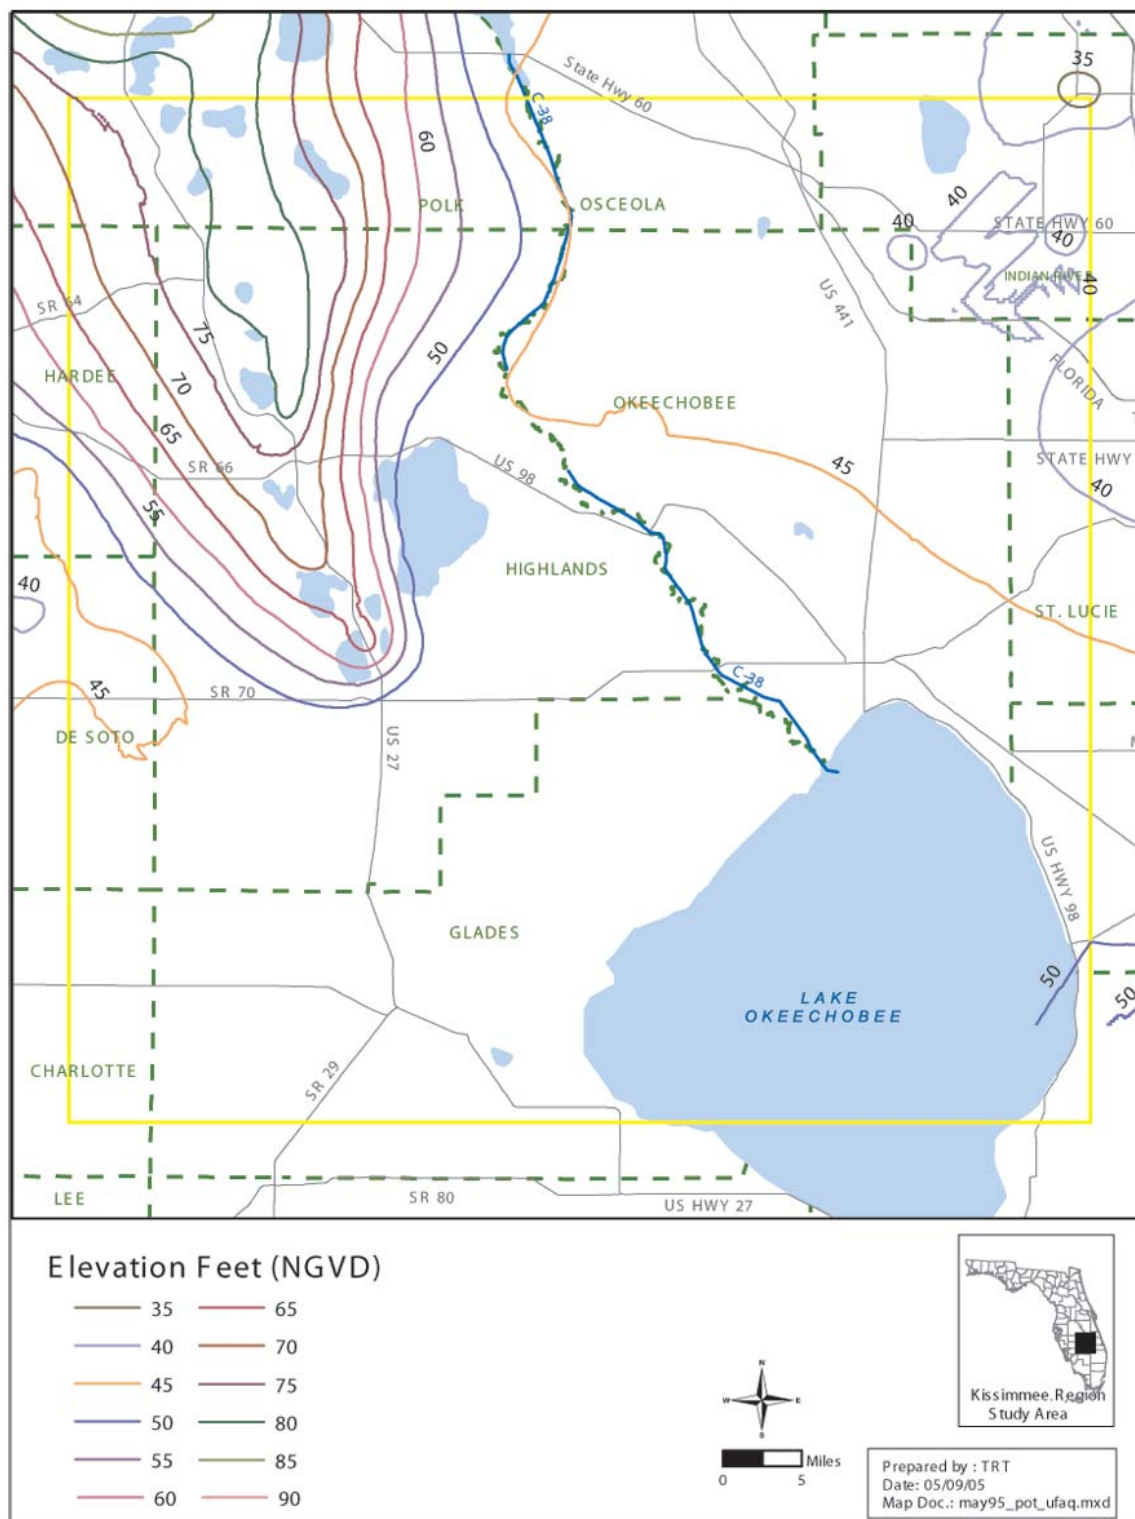 35
State Hwy 60
C-38
60
40
POLK
OSCEOLA
40
STATE HWY 60
40
INDIAN RIVER
40
SR 64
US 441
75
50
HARDEE
70
FLORIDA
OKEECHOBEE
65
45
SR 66
US 98
STATE HWY
40
55
HIGHLANDS
40
ST. LUCIE
C-38
45
SR 70
DE SOTO
US 27
US HWY 98
GLADES
50
50
LAKE
OKEECHOBEE
CHARLOTTE
SR 29
LEE
SR 80
US HWY 27
Elevation Feet (NGVD)
35 65
40 70
45 75
50 80
55 85
60 90
N
W E
S
Miles
0 5
Kissimmee Region
Study Area
Prepared by : TRT
Date: 05/09/05
Map Doc.: may95_pot_ufaq.mxd